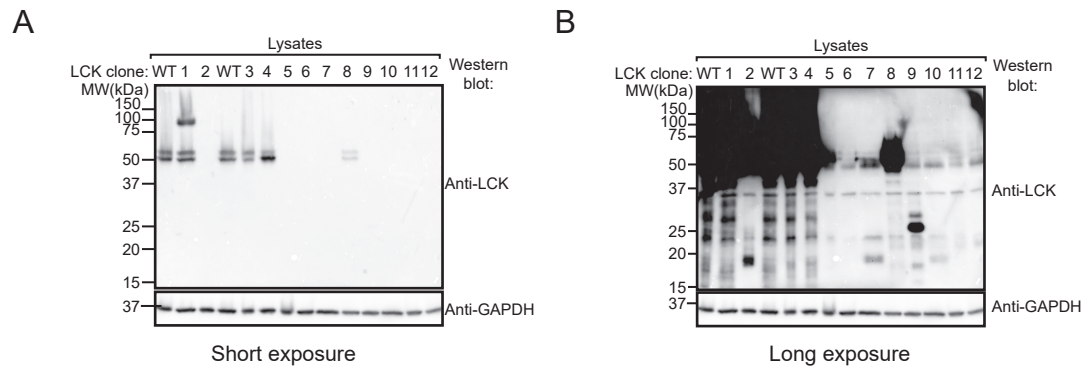 A
Lysates
LCK clone: WT 1 2 WT 3 4 5 6 7 8 9 10 11 12 Western blot:
MW(kDa)
150
100
75
50
37
Anti-LCK
25
20
15
37
Anti-GAPDH
Short exposure
B
Lysates
LCK clone: WT 1 2 WT 3 4 5 6 7 8 9 10 11 12 Western blot:
MW(kDa)
150
100
75
50
37
Anti-LCK
25
20
15
37
Anti-GAPDH
Long exposure